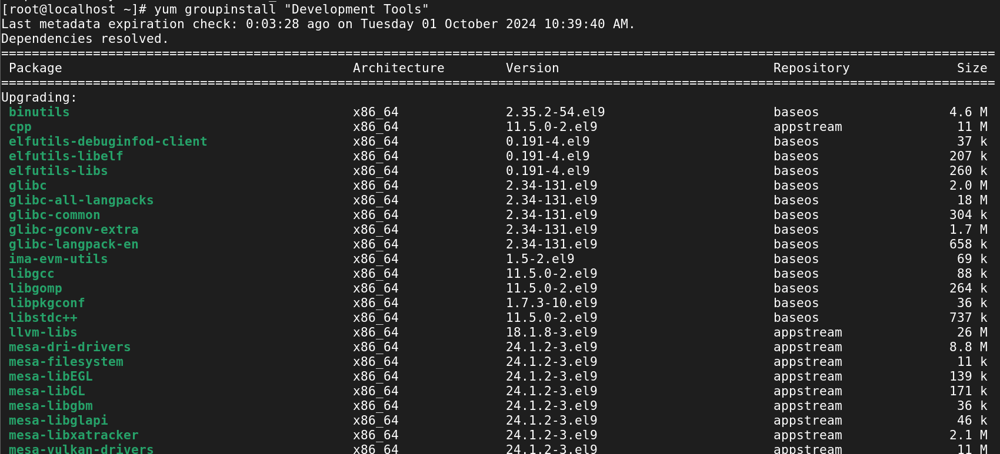 [root@localhost ~]# yum groupinstall "Development Tools"
Last metadata expiration check: 0:03:28 ago on Tuesday 01 October 2024 10:39:40 AM.
Dependencies resolved.
==================================================================================================================================
Package Architecture Version Repository Size
==================================================================================================================================
Upgrading:
binutils x86_64 2.35.2-54.el9 baseos 4.6 M
cpp x86_64 11.5.0-2.el9 appstream 11 M
elfutils-debuginfod-client x86_64 0.191-4.el9 baseos 37 k
elfutils-libelf x86_64 0.191-4.el9 baseos 207 k
elfutils-libs x86_64 0.191-4.el9 baseos 260 k
glibc x86_64 2.34-131.el9 baseos 2.0 M
glibc-all-langpacks x86_64 2.34-131.el9 baseos 18 M
glibc-common x86_64 2.34-131.el9 baseos 304 k
glibc-gconv-extra x86_64 2.34-131.el9 baseos 1.7 M
glibc-langpack-en x86_64 2.34-131.el9 baseos 658 k
ima-evm-utils x86_64 1.5-2.el9 baseos 69 k
libgcc x86_64 11.5.0-2.el9 baseos 88 k
libgomp x86_64 11.5.0-2.el9 baseos 264 k
libpkgconf x86_64 1.7.3-10.el9 baseos 36 k
libstdc++ x86_64 11.5.0-2.el9 baseos 737 k
llvm-libs x86_64 18.1.8-3.el9 appstream 26 M
mesa-dri-drivers x86_64 24.1.2-3.el9 appstream 8.8 M
mesa-filesystem x86_64 24.1.2-3.el9 appstream 11 k
mesa-libEGL x86_64 24.1.2-3.el9 appstream 139 k
mesa-libGL x86_64 24.1.2-3.el9 appstream 171 k
mesa-libgbm x86_64 24.1.2-3.el9 appstream 36 k
mesa-libglapi x86_64 24.1.2-3.el9 appstream 46 k
mesa-libxatracker x86_64 24.1.2-3.el9 appstream 2.1 M
mesa-vulkan-drivers x86_64 24.1.2-3.el9 appstream 11 M